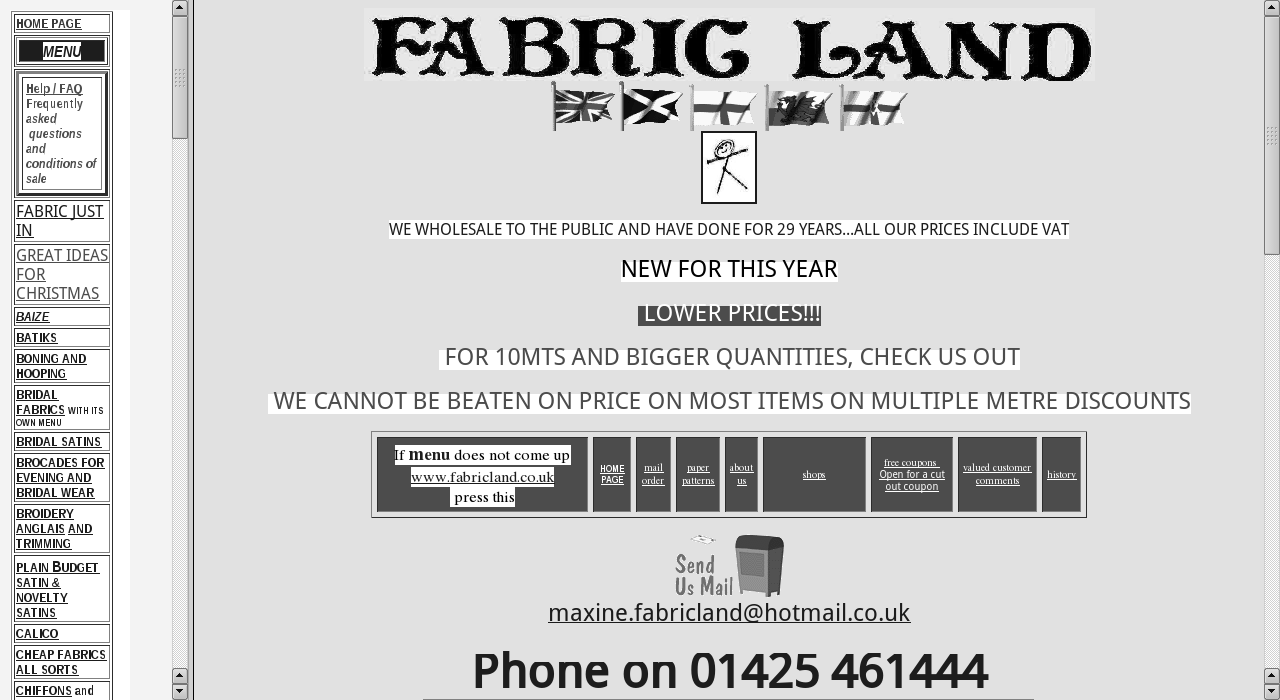 HOME PAGE
MENU
Help / FAQ
Frequently
asked
questions
and
conditions of
sale
FABRIC JUST
IN
GREAT IDEAS
FOR
CHRISTMAS
BAIZE
BATIKS
BONING AND
HOOPING
BRIDAL
FABRICS WITH ITS
OWN MENU
BRIDAL SATINS
BROCADES FOR
EVENING AND
BRIDAL WEAR
BROIDERY
ANGLAIS AND
TRIMMING
PLAIN BUDGET
SATIN &
NOVELTY
SATINS
CALICO
CHEAP FABRICS
ALL SORTS
CHIFFONS and
FABRIC LAND
WE WHOLESALE TO THE PUBLIC AND HAVE DONE FOR 29 YEARS...ALL OUR PRICES INCLUDE VAT
NEW FOR THIS YEAR
LOWER PRICES!!!
FOR 10MTS AND BIGGER QUANTITIES, CHECK US OUT
WE CANNOT BE BEATEN ON PRICE ON MOST ITEMS ON MULTIPLE METRE DISCOUNTS
If menu does not come up
www.fabricland.co.uk
press this
HOME
PAGE
mail
order
paper
patterns
about
us
shops
free coupons
Open for a cut
out coupon
valued customer
comments
history
Send
Us Mail
maxine.fabricland@hotmail.co.uk
Phone on 01425 461444